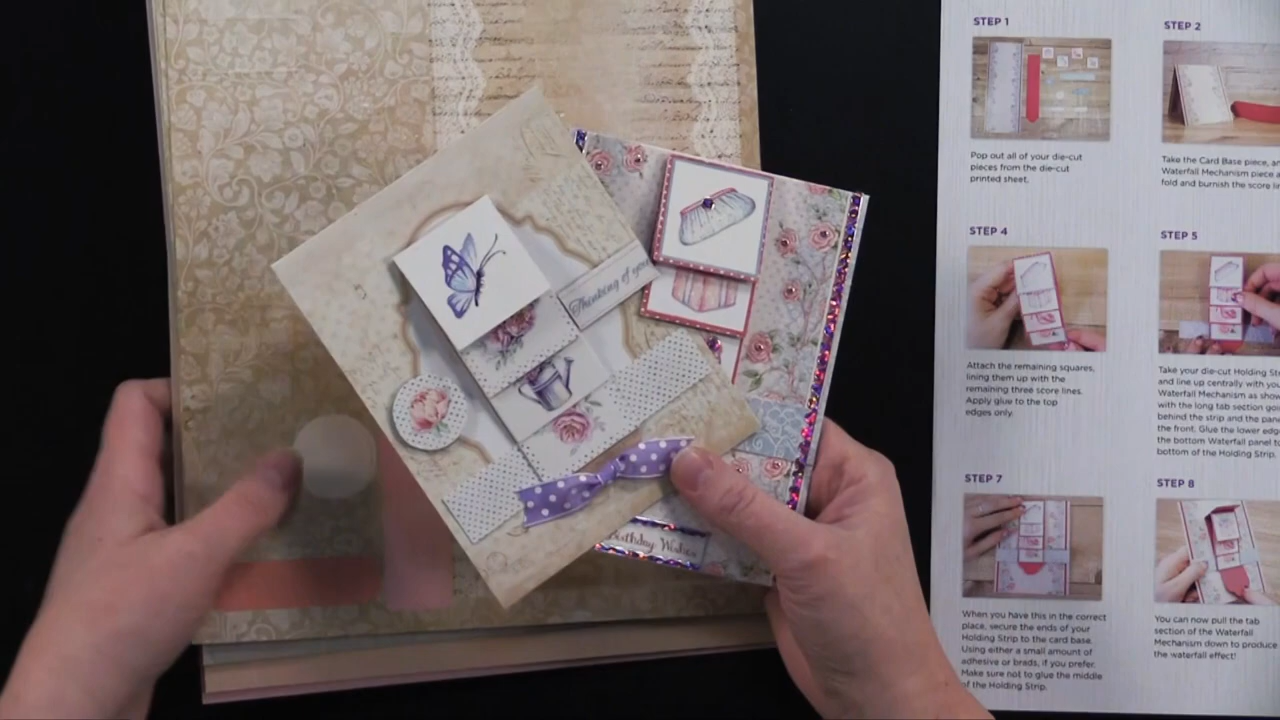 Thinking of you
Birthday Wishes
STEP 1
Pop out all of your die-cut
pieces from the die-cut
printed sheet.
STEP 2
Take the Card Base piece, an
Waterfall Mechanism piece a
fold and burnish the score li
STEP 4
Attach the remaining squares,
lining them up with the
remaining three score lines.
Apply glue to the top
edges only.
STEP 5
Take your die-cut Holding St
and line up centrally with yo
Waterfall Mechanism as show
with the long tab section go
behind the strip and the pane
the front. Glue the lower edg
the bottom Waterfall panel t
bottom of the Holding Strip.
STEP 7
When you have this in the correct
place, secure the ends of your
Holding Strip to the card base.
Using either a small amount of
adhesive or brads, if you prefer.
Make sure not to glue the middle
of the Holding Strip.
STEP 8
You can now pull the tab
section of the Waterfall
Mechanism down to produce
the waterfall effect!